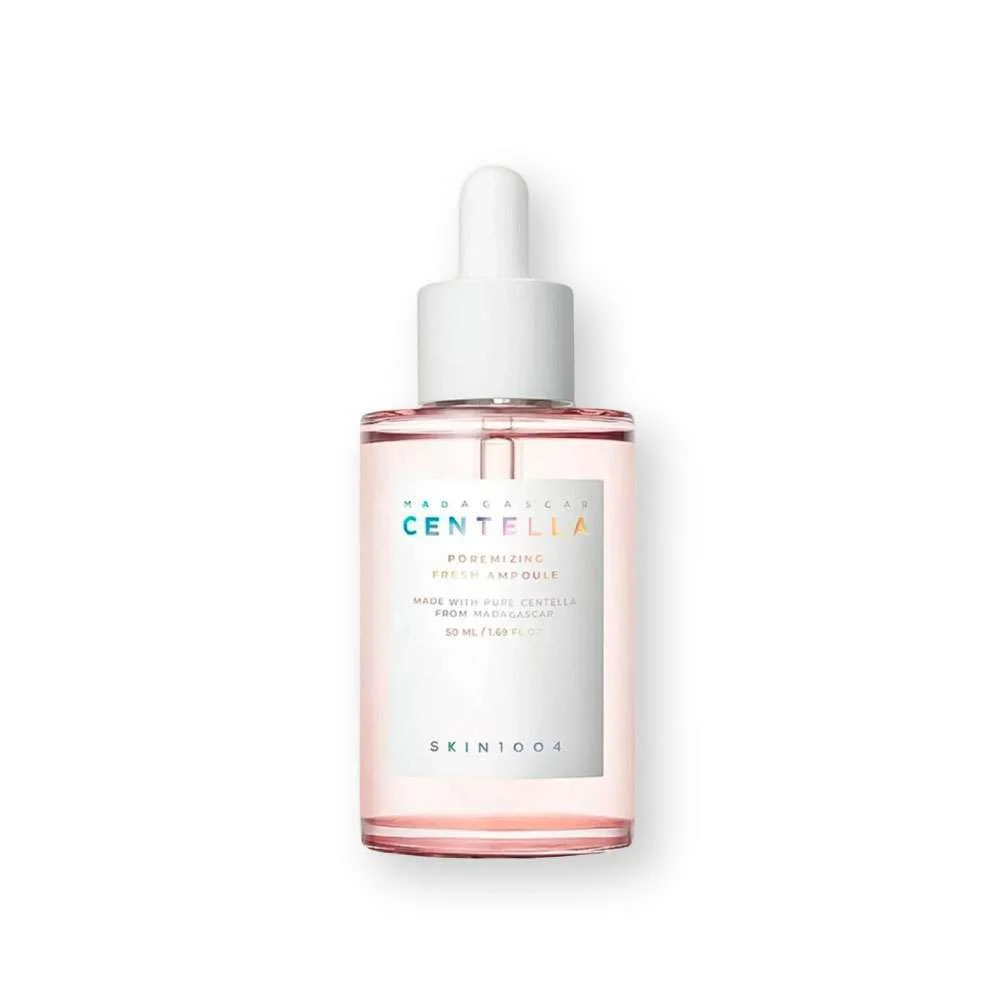 MADAGASCAR
CENTELLA
POREMIZING
FRESH AMPOULE
MADE WITH PURE CENTELLA
FROM MADAGASCAR
50 ML / 1.69 FL OZ
SKIN1004